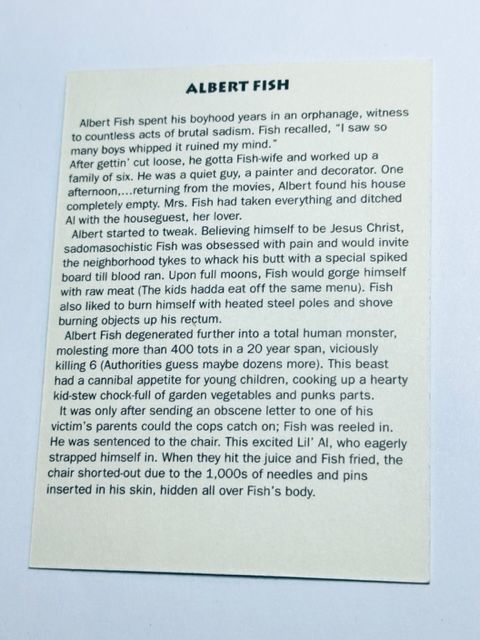 ALBERT FISH
Albert Fish spent his boyhood years in an orphanage, witness
to countless acts of brutal sadism. Fish recalled, "I saw so
many boys whipped it ruined my mind."
After gettin' cut loose, he gotta Fish-wife and worked up a
family of six. He was a quiet guy, a painter and decorator. One
afternoon,...returning from the movies, Albert found his house
completely empty. Mrs. Fish had taken everything and ditched
Al with the houseguest, her lover.
Albert started to tweak. Believing himself to be Jesus Christ,
sadomasochistic Fish was obsessed with pain and would invite
the neighborhood tykes to whack his butt with a special spiked
board till blood ran. Upon full moons, Fish would gorge himself
with raw meat (The kids hadda eat off the same menu). Fish
also liked to burn himself with heated steel poles and shove
burning objects up his rectum.
Albert Fish degenerated further into a total human monster,
molesting more than 400 tots in a 20 year span, viciously
killing 6 (Authorities guess maybe dozens more). This beast
had a cannibal appetite for young children, cooking up a hearty
kid-stew chock-full of garden vegetables and punks parts.
It was only after sending an obscene letter to one of his
victim's parents could the cops catch on; Fish was reeled in.
He was sentenced to the chair. This excited Lil' Al, who eagerly
strapped himself in. When they hit the juice and Fish fried, the
chair shorted-out due to the 1,000s of needles and pins
inserted in his skin, hidden all over Fish's body.